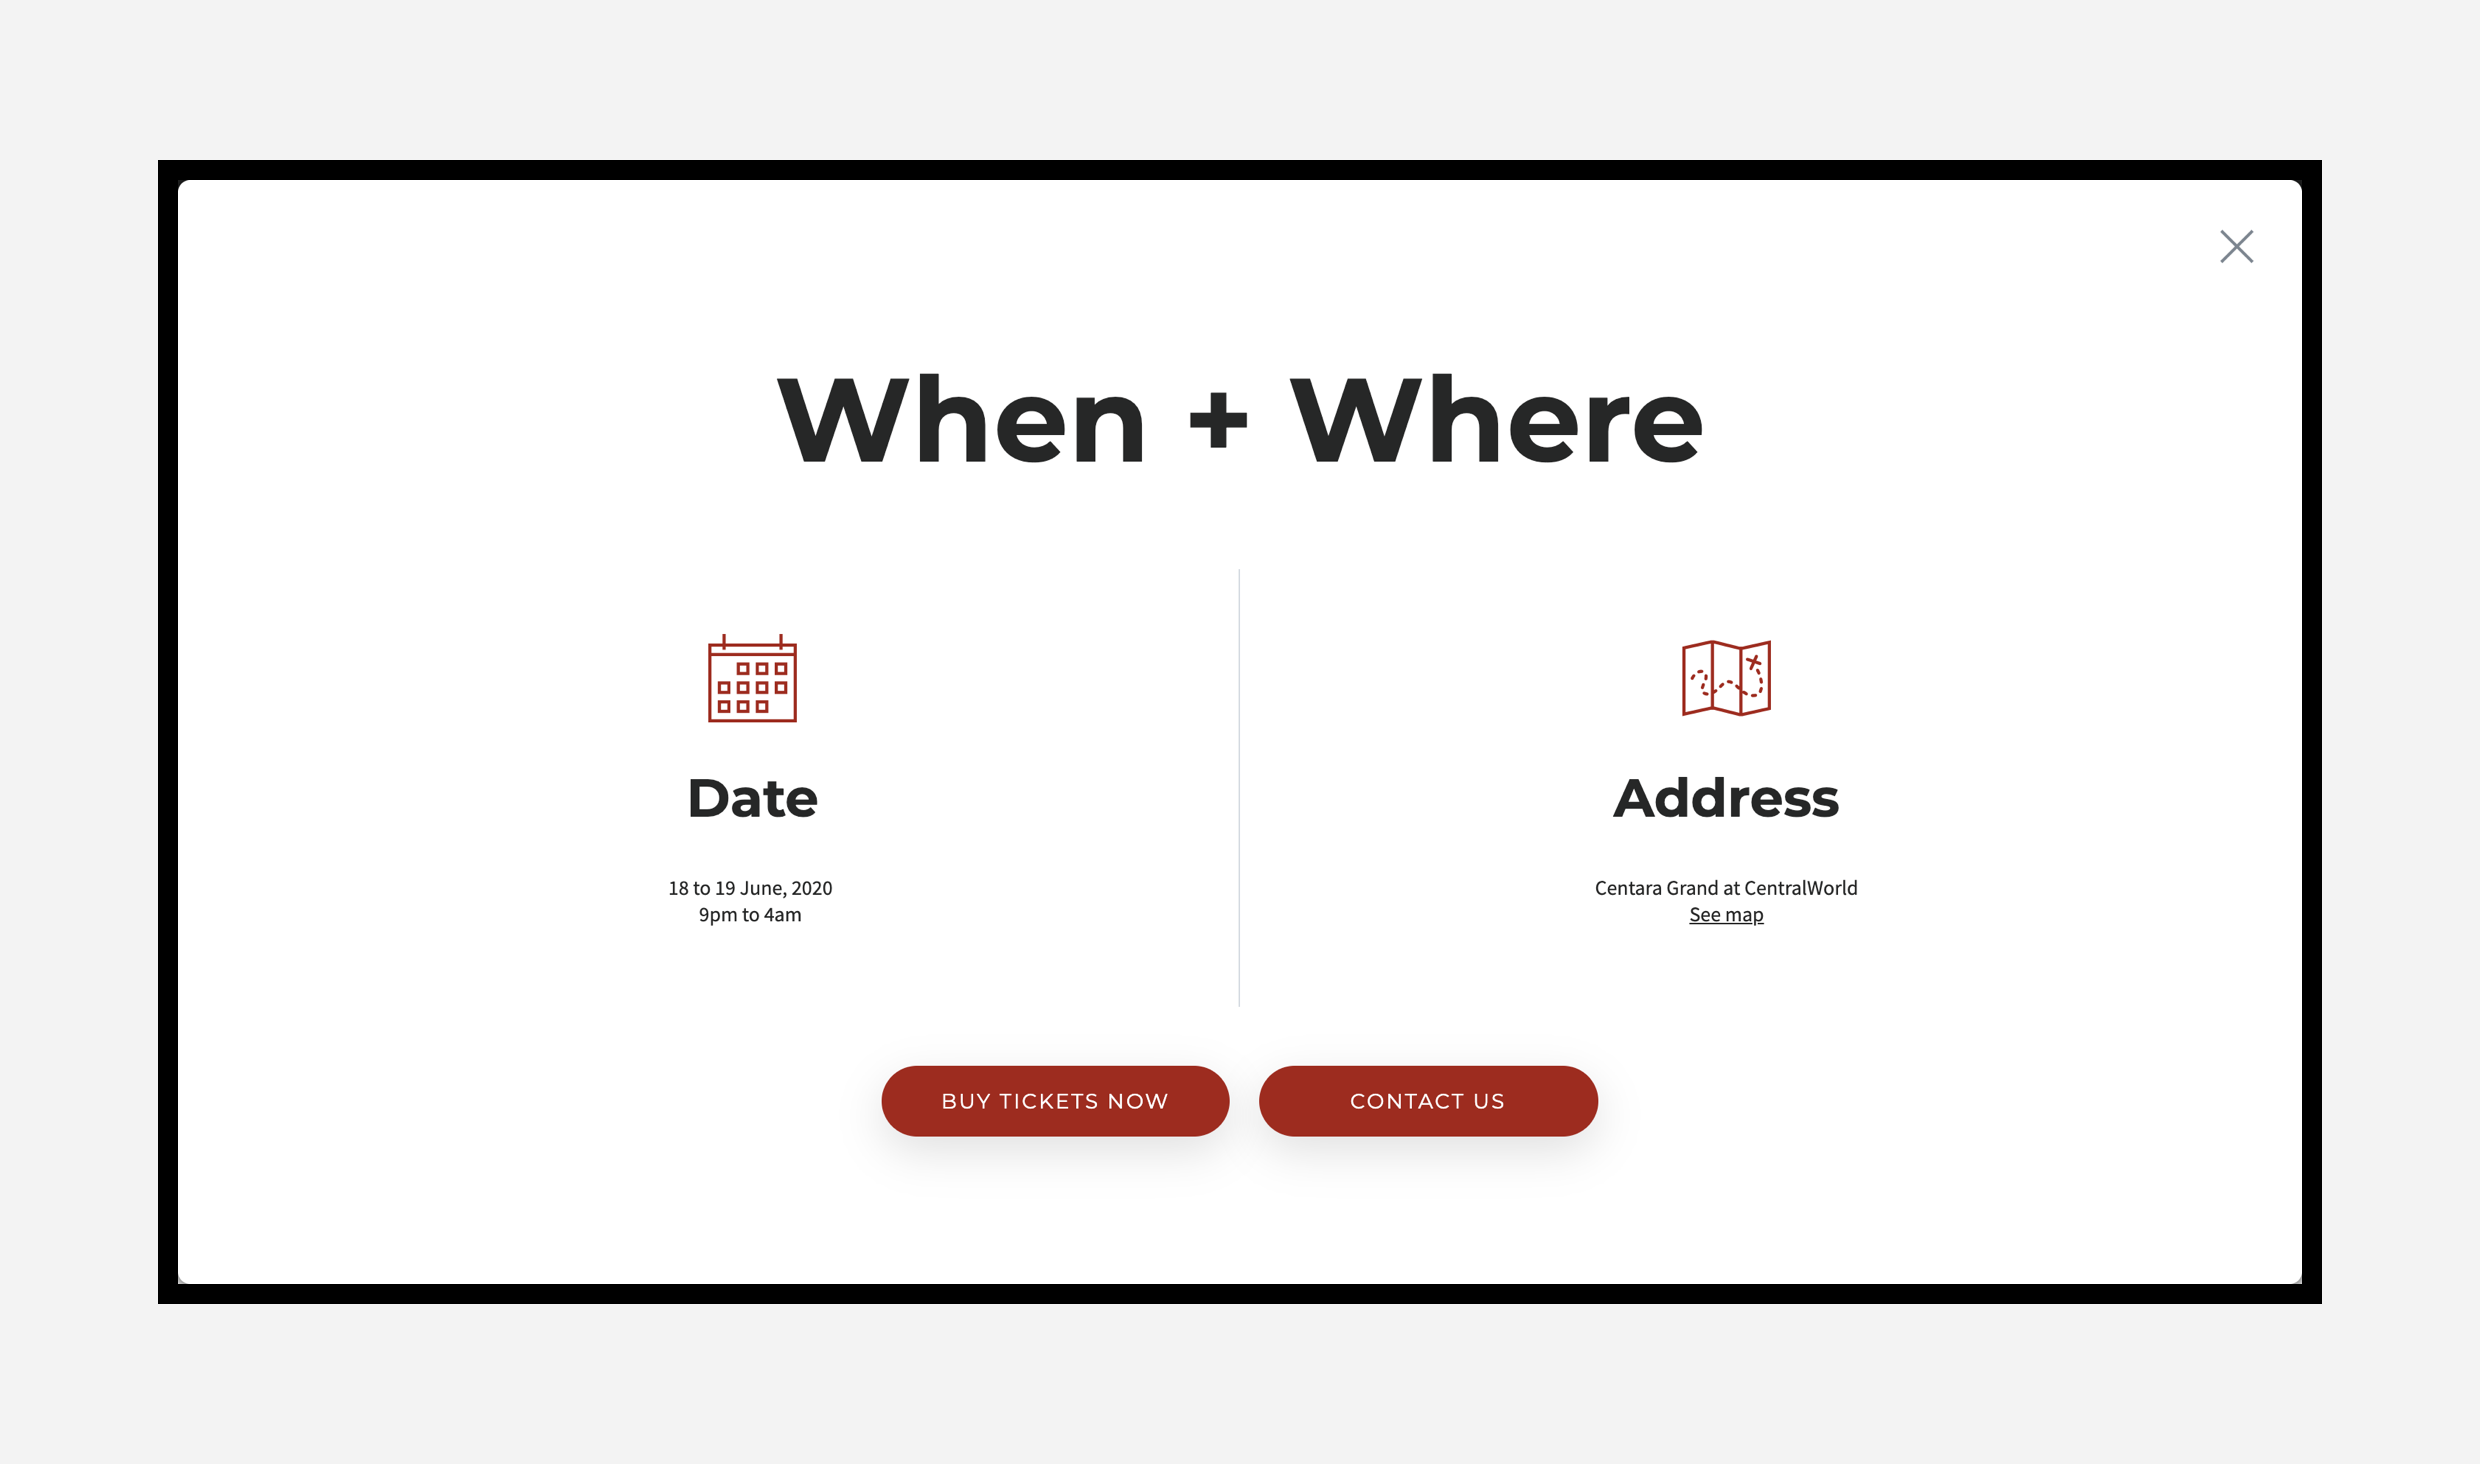 When + Where
Date
18 to 19 June, 2020
9pm to 4am
Address
Centara Grand at CentralWorld
See map
BUY TICKETS NOW
CONTACT US